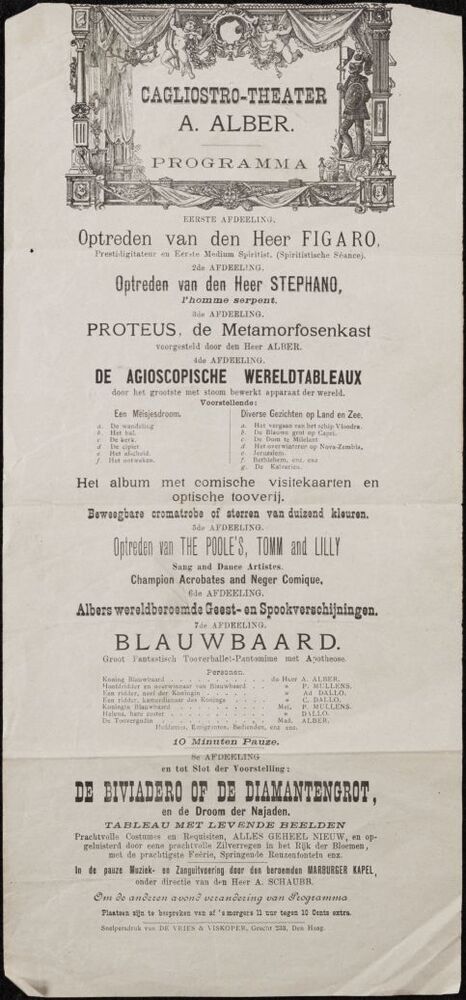 CAGLIOSTRO-THEATER
A. ALBER.
PROGRAMMA
EERSTE AFDEELING.
Optreden van den Heer FIGARO,
Prestidigitateur en Eerste Medium Spiritist. (Spiritistische Séance).
2de AFDEELING.
Optreden van den Heer STEPHANO,
l'homme serpent.
3de AFDEELING.
PROTEUS, de Metamorfosenkast
voorgesteld door den Heer ALBER.
4de AFDEELING.
DE AGIOSCOPISCHE WERELDTABLEAUX
door het grootste met stoom bewerkt apparaat der wereld.
Voorstellende:
Een Meisjesdroom.
a. De wandeling
b. Het bal.
c. De kerk.
d. De cipier
e. Het afscheid.
f. Het ontwaken.
Diverse Gezichten op Land en Zee.
a. Het vergaan van het schip Vloodra.
b. De Blauwe grot op Capri.
c. De Dom te Milelant
d. Het overwinteren op Nova-Zembla.
e. Jeruzalem.
f. Bethlehem, enz. enz
g. De Kalvarien.
Het album met comische visitekaarten en
optische tooverij.
Beweegbare cromatrobe of sterren van duizend kleuren.
5de AFDEELING.
Optreden van THE POOLE'S, TOMM and LILLY
Sang and Dance Artistes.
Champion Acrobates and Neger Comique.
6de AFDEELING.
Albers wereldberoemde Geest- en Spookverschijningen.
7de AFDEELING.
BLAUWBAARD.
Groot Fantastisch Tooverballet-Pantomime met Apotheose.
Personen.
Koning Blauwbaard . . . de Heer A. ALBER.
Hoofdridder en overwinnaar van Blauwbaard . . » P. MULLENS.
Een ridder, neef der Koningin . . . » Ad DALLO.
Een ridder, kamerdienaar des Konings . . . » C. DALLO.
Koningin Blauwbaard . . . Mej. P. MULLENS.
Helena, hare zuster . . . » DALLO.
De Toovergodin . . . Mad. ALBER.
Hofdames, Emigranten, Bedienden, enz enz.
10 Minuten Pauze.
8e AFDEELING
en tot Slot der Voorstelling:
DE BIVIADERO OF DE DIAMANTENGROT,
en de Droom der Najaden.
TABLEAU MET LEVENDE BEELDEN
Prachtvolle Costumes en Requisiten, ALLES GEHEEL NIEUW, en op-
geluisterd door eene prachtvolle Zilverregen in het Rijk der Bloemen,
met de prachtigste Feërie, Springende Reuzenfontein enz.
In de pauze Muziek- en Zanguitvoering door den beroemden MARBURGER KAPEL,
onder directie van den Heer A. SCHAUBB.
Om de anderen avond verandering van Programma
Plaatsen zijn te bespreken van af 's morgens 11 uur tegen 10 Cents extra.
Snelpersdruk van DE VRIES & VISKOPER, Gracht 233, Den Haag.